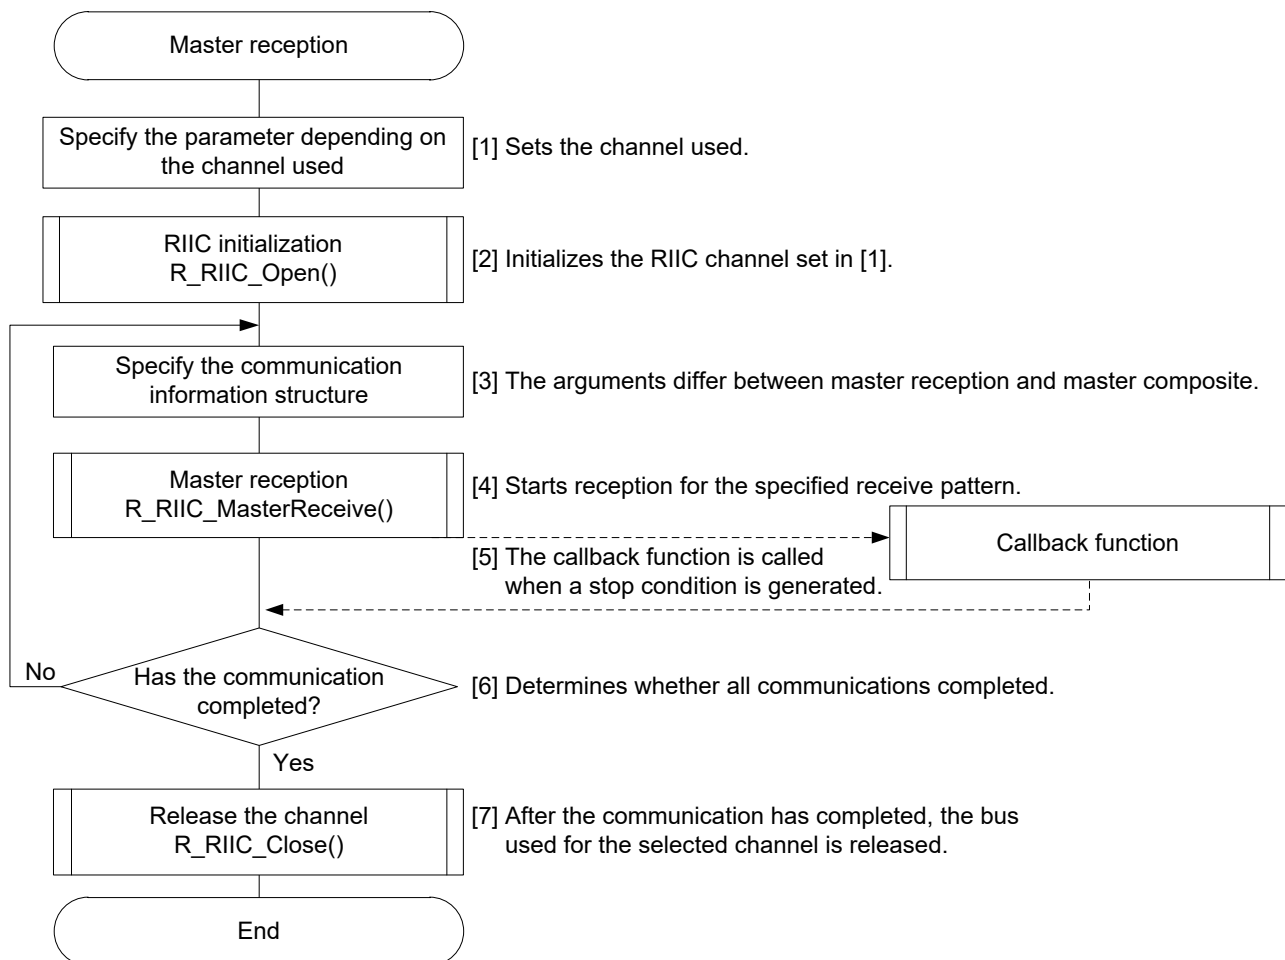 Master reception
Specify the parameter depending on
the channel used
[1] Sets the channel used.
RIIC initialization
R_RIIC_Open()
[2] Initializes the RIIC channel set in [1].
Specify the communication
information structure
[3] The arguments differ between master reception and master composite.
Master reception
R_RIIC_MasterReceive()
[4] Starts reception for the specified receive pattern.
[5] The callback function is called
when a stop condition is generated.
Callback function
No
Has the communication
completed?
[6] Determines whether all communications completed.
Yes
Release the channel
R_RIIC_Close()
[7] After the communication has completed, the bus
used for the selected channel is released.
End